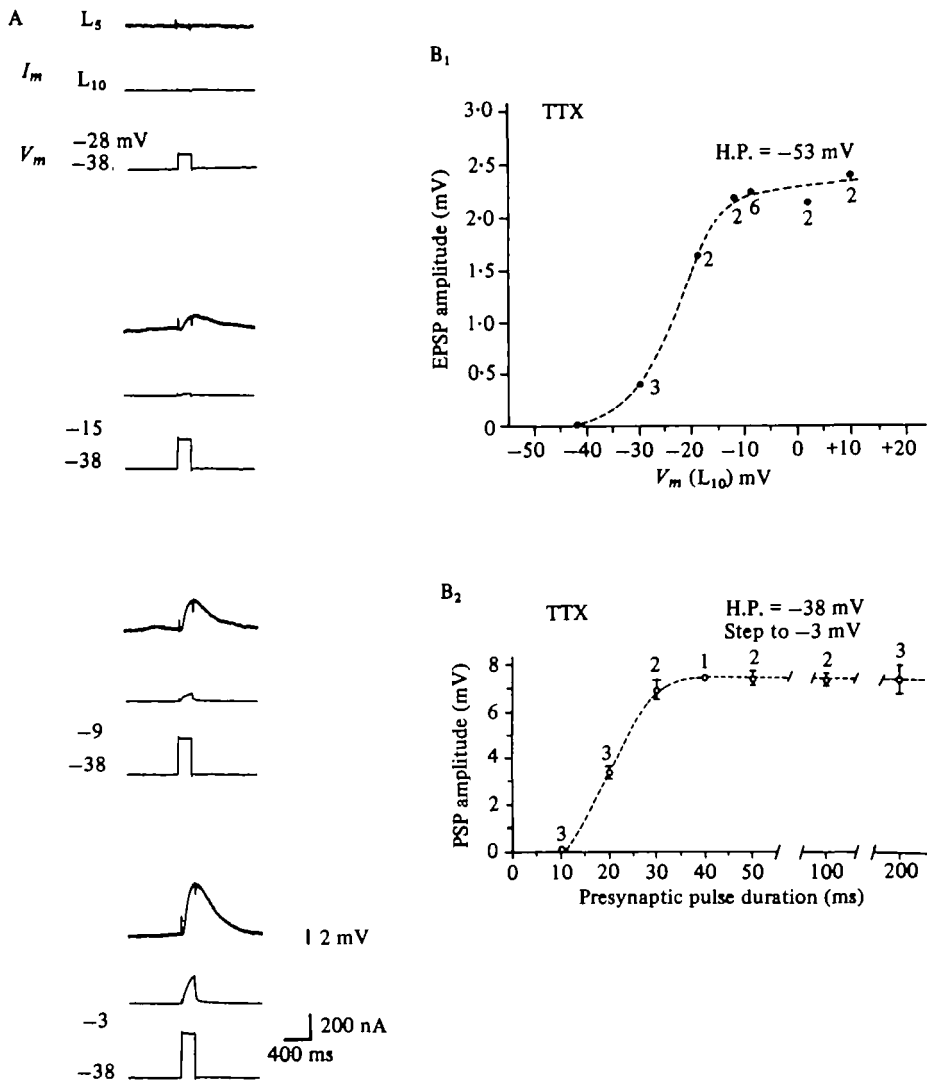 A
L5
Im L10
Vm −28 mV
−38.
−15
−38
−9
−38
2 mV
−3
200 nA
−38
400 ms
B1
TTX
H.P. = −53 mV
EPSP amplitude (mV)
3·0
2·5
2·0
1·5
1·0
0·5
0
3
2
2
6
2
2
−50 −40 −30 −20 −10 0 +10 +20
Vm (L10) mV
B2
TTX
H.P. = −38 mV
Step to −3 mV
PSP amplitude (mV)
8
6
4
2
0
3
3
2
1
2
2
3
0 10 20 30 40 50 100 200
Presynaptic pulse duration (ms)